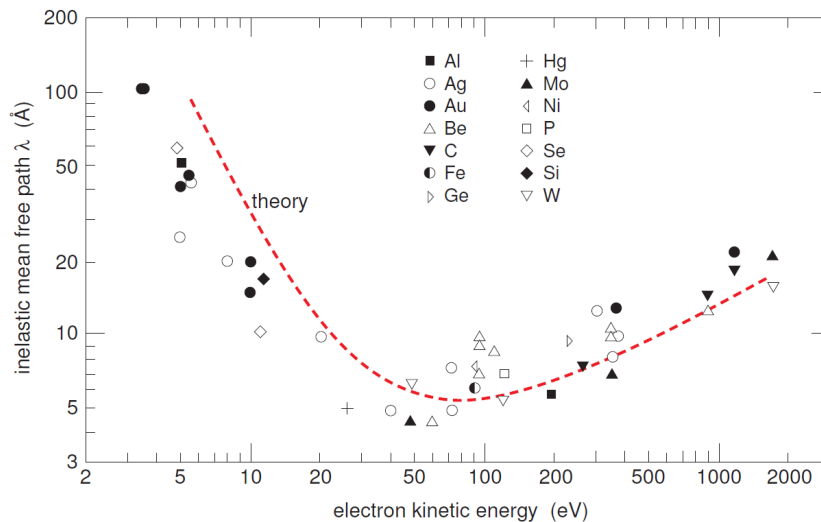 200
100
50
20
10
5
3
inelastic mean free path λ (Å)
theory
Al
Ag
Au
Be
C
Fe
Ge
Hg
Mo
Ni
P
Se
Si
W
2 5 10 20 50 100 200 500 1000 2000
electron kinetic energy (eV)